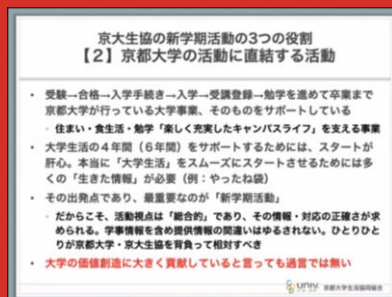 京大生協の新学期活動の3つの役割
【2】京都大学の活動に直結する活動
• 受験→合格→入学手続き→入学→受講登録→勉学を進めて卒業まで
京都大学が行っている大学事業、そのものをサポートしている
• 住まい・食生活・勉学「楽しく充実したキャンパスライフ」を支える事業
• 大学生活の4年間（6年間）をサポートするためには、スタートが
肝心。本当に「大学生活」をスムーズにスタートさせるためには多
くの「生きた情報」が必要（例：やったね袋）
• その出発点であり、最重要なのが「新学期活動」
• だからこそ、活動視点は「総合的」であり、その情報・対応の正確さが求
められる。学事情報を含め提供情報の間違いはゆるされない。ひとりひと
りが京都大学・京大生協を背負って相対すべき
• 大学の価値創造に大きく貢献していると言っても過言では無い
univ
京都大学生活協同組合